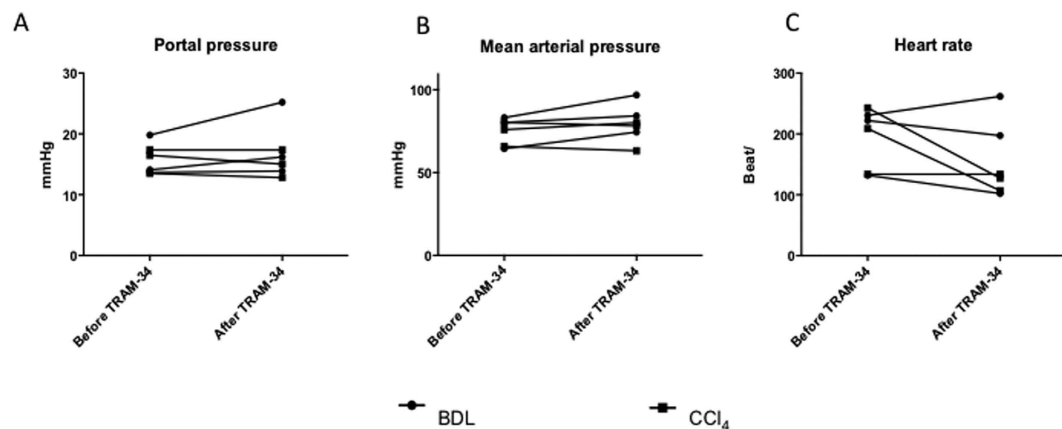 A
Portal pressure
mmHg
30
20
10
0
Before TRAM-34
After TRAM-34
B
Mean arterial pressure
mmHg
100
50
0
Before TRAM-34
After TRAM-34
C
Heart rate
Beat/
300
200
100
0
Before TRAM-34
After TRAM-34
BDL
CCl₄